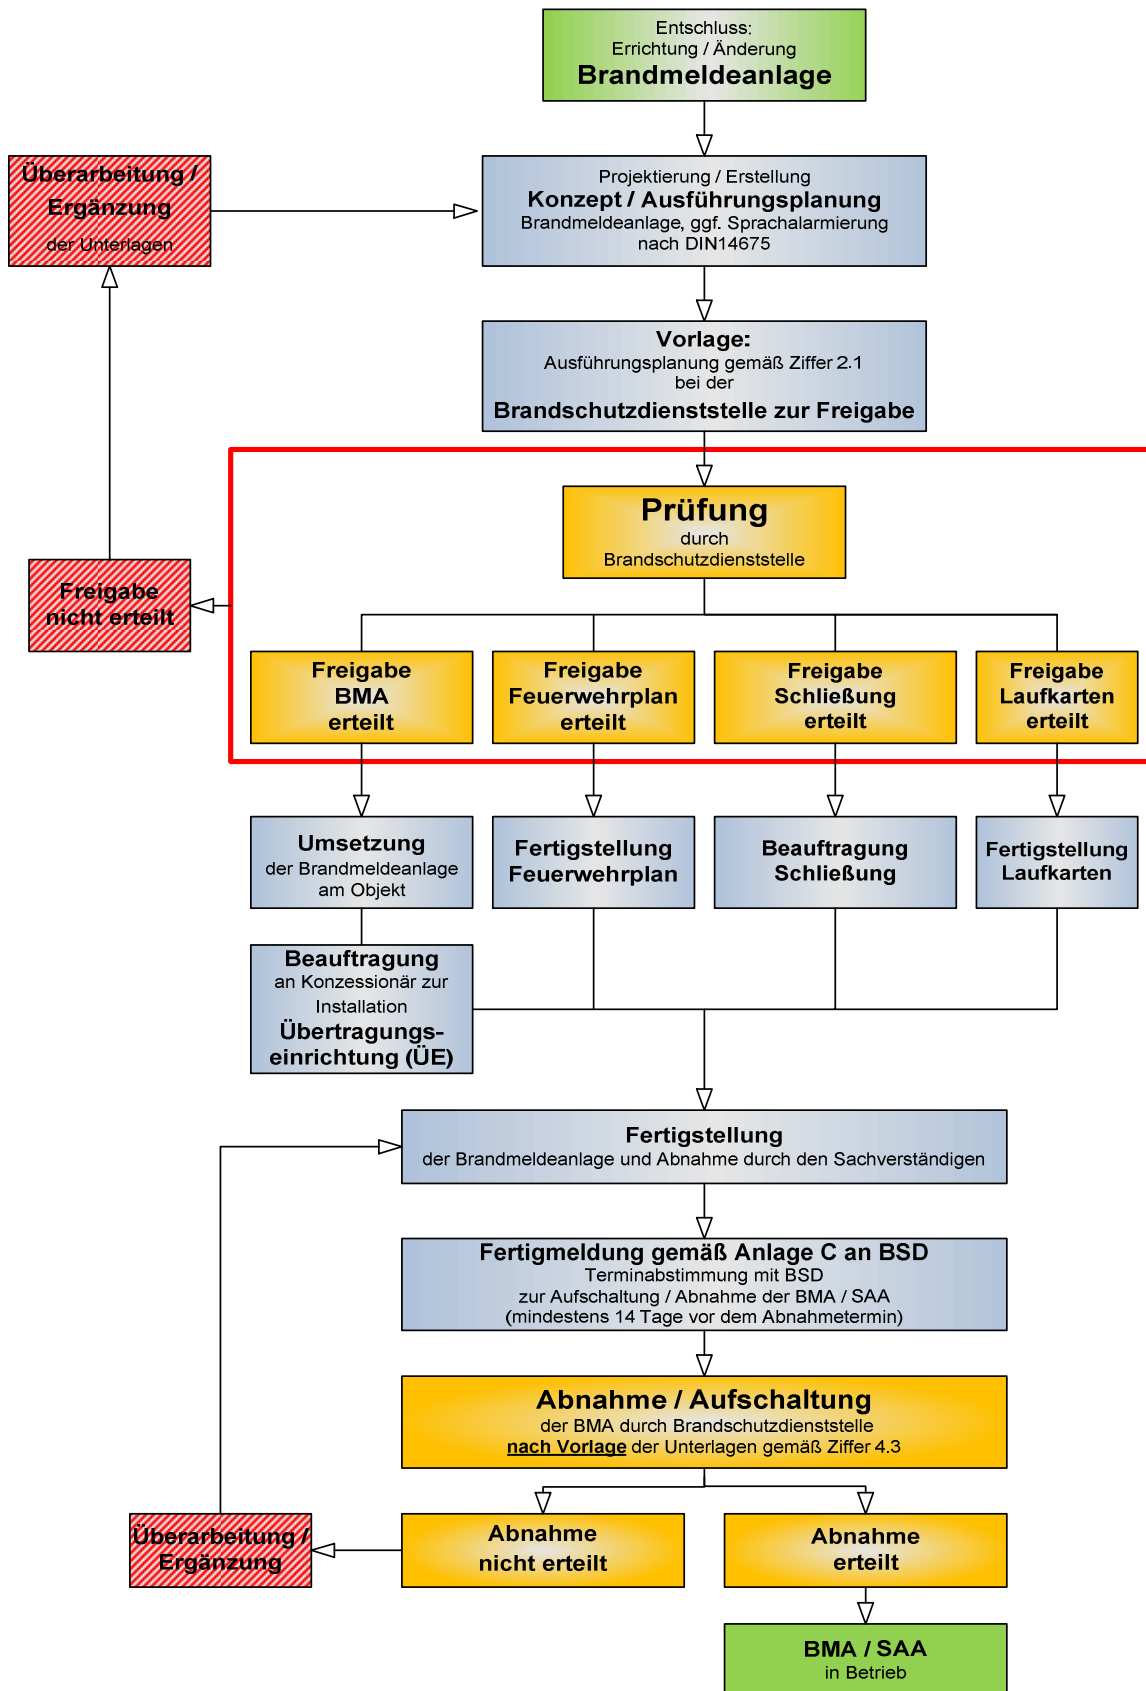 Entschluss:
Errichtung / Änderung
Brandmeldeanlage
Überarbeitung /
Ergänzung
der Unterlagen
Projektierung / Erstellung
Konzept / Ausführungsplanung
Brandmeldeanlage, ggf. Sprachalarmierung
nach DIN14675
Vorlage:
Ausführungsplanung gemäß Ziffer 2.1
bei der
Brandschutzdienststelle zur Freigabe
Prüfung
durch
Brandschutzdienststelle
Freigabe
nicht erteilt
Freigabe
BMA
erteilt
Freigabe
Feuerwehrplan
erteilt
Freigabe
Schließung
erteilt
Freigabe
Laufkarten
erteilt
Umsetzung
der Brandmeldeanlage
am Objekt
Fertigstellung
Feuerwehrplan
Beauftragung
Schließung
Fertigstellung
Laufkarten
Beauftragung
an Konzessionär zur
Installation
Übertragungs-
einrichtung (ÜE)
Fertigstellung
der Brandmeldeanlage und Abnahme durch den Sachverständigen
Fertigmeldung gemäß Anlage C an BSD
Terminabstimmung mit BSD
zur Aufschaltung / Abnahme der BMA / SAA
(mindestens 14 Tage vor dem Abnahmetermin)
Abnahme / Aufschaltung
der BMA durch Brandschutzdienststelle
nach Vorlage der Unterlagen gemäß Ziffer 4.3
Überarbeitung /
Ergänzung
Abnahme
nicht erteilt
Abnahme
erteilt
BMA / SAA
in Betrieb